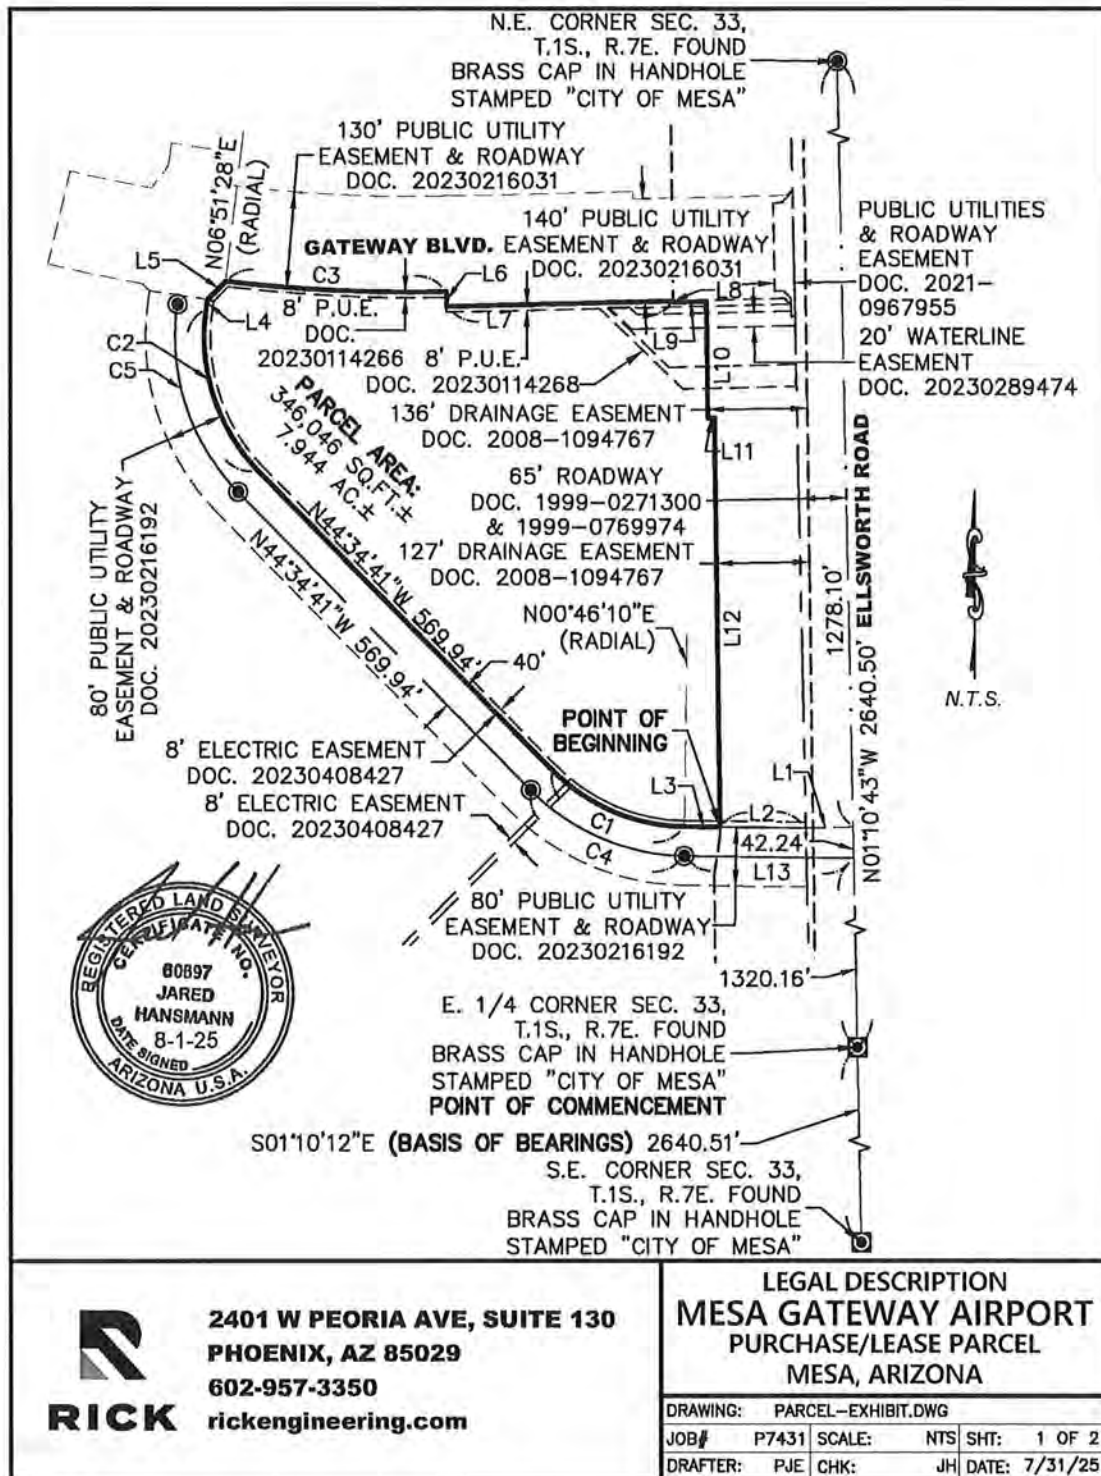 N.E. CORNER SEC. 33,
T.1S., R.7E. FOUND
BRASS CAP IN HANDHOLE
STAMPED "CITY OF MESA"
130' PUBLIC UTILITY
EASEMENT & ROADWAY
DOC. 20230216031
N06°51'28"E
(RADIAL)
140' PUBLIC UTILITY
GATEWAY BLVD. EASEMENT & ROADWAY
DOC. 20230216031
PUBLIC UTILITIES
& ROADWAY
EASEMENT
DOC. 2021-
0967955
L5
C3
L6
L8
L4
8' P.U.E.
DOC.
20230114266
L7
8' P.U.E.
DOC. 20230114268
L9
L10
20' WATERLINE
EASEMENT
DOC. 20230289474
C2
C5
PARCEL AREA:
346,046 SQ.FT.±
7.944 AC.±
136' DRAINAGE EASEMENT
DOC. 2008-1094767
L11
65' ROADWAY
DOC. 1999-0271300
& 1999-0769974
127' DRAINAGE EASEMENT
DOC. 2008-1094767
ELLSWORTH ROAD
1278.10'
N01°10'43"W 2640.50'
80' PUBLIC UTILITY
EASEMENT & ROADWAY
DOC. 20230216192
N44°34'41"W 569.94'
N44°34'41"W 569.94'
N00°46'10"E
(RADIAL)
L12
40'
N.T.S.
POINT OF
BEGINNING
8' ELECTRIC EASEMENT
DOC. 20230408427
8' ELECTRIC EASEMENT
DOC. 20230408427
L3
L1
L2
C1
C4
42.24
L13
80' PUBLIC UTILITY
EASEMENT & ROADWAY
DOC. 20230216192
1320.16'
REGISTERED LAND SURVEYOR
CERTIFICATE NO.
60697
JARED
HANSMANN
8-1-25
DATE SIGNED
ARIZONA U.S.A.
E. 1/4 CORNER SEC. 33,
T.1S., R.7E. FOUND
BRASS CAP IN HANDHOLE
STAMPED "CITY OF MESA"
POINT OF COMMENCEMENT
S01°10'12"E (BASIS OF BEARINGS) 2640.51'
S.E. CORNER SEC. 33,
T.1S., R.7E. FOUND
BRASS CAP IN HANDHOLE
STAMPED "CITY OF MESA"
RICK
2401 W PEORIA AVE, SUITE 130
PHOENIX, AZ 85029
602-957-3350
rickengineering.com
LEGAL DESCRIPTION
MESA GATEWAY AIRPORT
PURCHASE/LEASE PARCEL
MESA, ARIZONA
DRAWING: PARCEL-EXHIBIT.DWG
JOB# P7431 SCALE: NTS SHT: 1 OF 2
DRAFTER: PJE CHK: JH DATE: 7/31/25